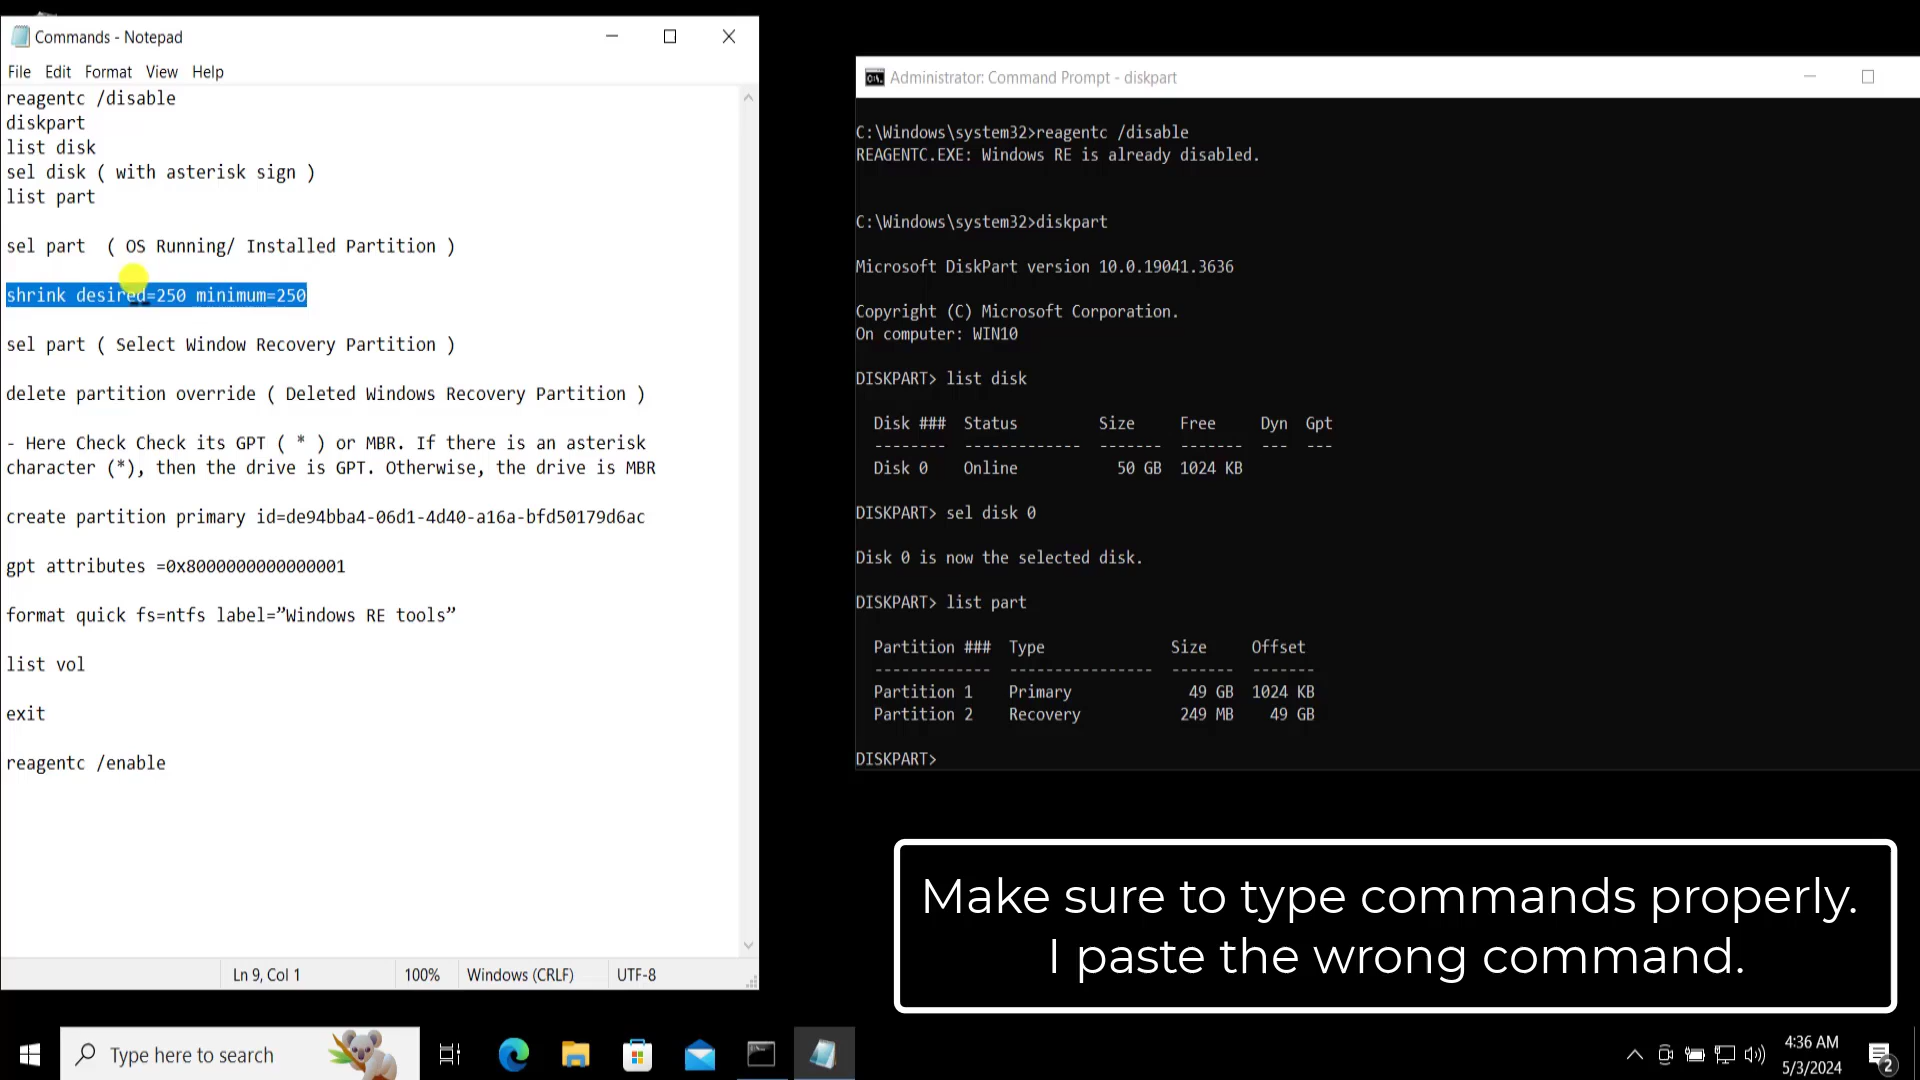 Commands - Notepad
File Edit Format View Help
reagentc /disable
diskpart
list disk
sel disk ( with asterisk sign )
list part
sel part  ( OS Running/ Installed Partition )
shrink desired=250 minimum=250
sel part ( Select Window Recovery Partition )
delete partition override ( Deleted Windows Recovery Partition )
- Here Check Check its GPT ( * ) or MBR. If there is an asterisk
character (*), then the drive is GPT. Otherwise, the drive is MBR
create partition primary id=de94bba4-06d1-4d40-a16a-bfd50179d6ac
gpt attributes =0x8000000000000001
format quick fs=ntfs label=”Windows RE tools”
list vol
exit
reagentc /enable
Ln 9, Col 1 100% Windows (CRLF) UTF-8
Administrator: Command Prompt - diskpart
C:\Windows\system32>reagentc /disable
REAGENTC.EXE: Windows RE is already disabled.
C:\Windows\system32>diskpart
Microsoft DiskPart version 10.0.19041.3636
Copyright (C) Microsoft Corporation.
On computer: WIN10
DISKPART> list disk
Disk ### Status Size Free Dyn Gpt
-------- ------------- ------- ------- --- ---
Disk 0 Online 50 GB 1024 KB
DISKPART> sel disk 0
Disk 0 is now the selected disk.
DISKPART> list part
Partition ### Type Size Offset
------------- ---------------- ------- -------
Partition 1 Primary 49 GB 1024 KB
Partition 2 Recovery 249 MB 49 GB
DISKPART>
Make sure to type commands properly.
I paste the wrong command.
Type here to search
4:36 AM
5/3/2024
2